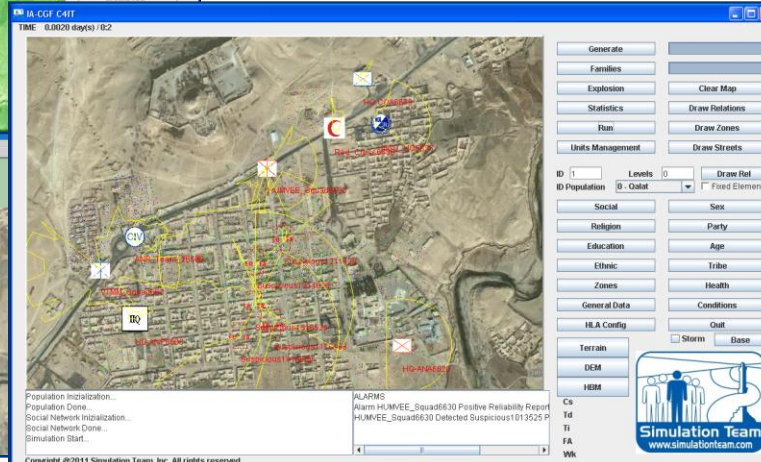 IA-CGF C4IT
TIME 0.0020 day(s) / 0:2
Generate
Families
Explosion
Clear Map
Statistics
Draw Relations
Run
Draw Zones
Units Management
Draw Streets
ID 1 Levels 0 Draw Rel
ID Population 0 - Qalat Fixed Elemen
Social
Sex
Religion
Party
Education
Age
Ethnic
Tribe
Zones
Health
General Data
Conditions
HLA Config
Quit
Storm Base
Terrain
DEM
HBM
Cs
Td
Ti
FA
Wk
CIV
Simulation Team
www.simulationteam.com
Population Inizialization...
Population Done...
Social Network Inizialization...
Social Network Done...
Simulation Start...
ALARMS
Alarm HUMVEE_Squad6630 Positive Reliability Report
HUMVEE_Squad6630 Detected Suspicious1013525 P
Copyright @2011 Simulation Team, Inc. All rights reserved